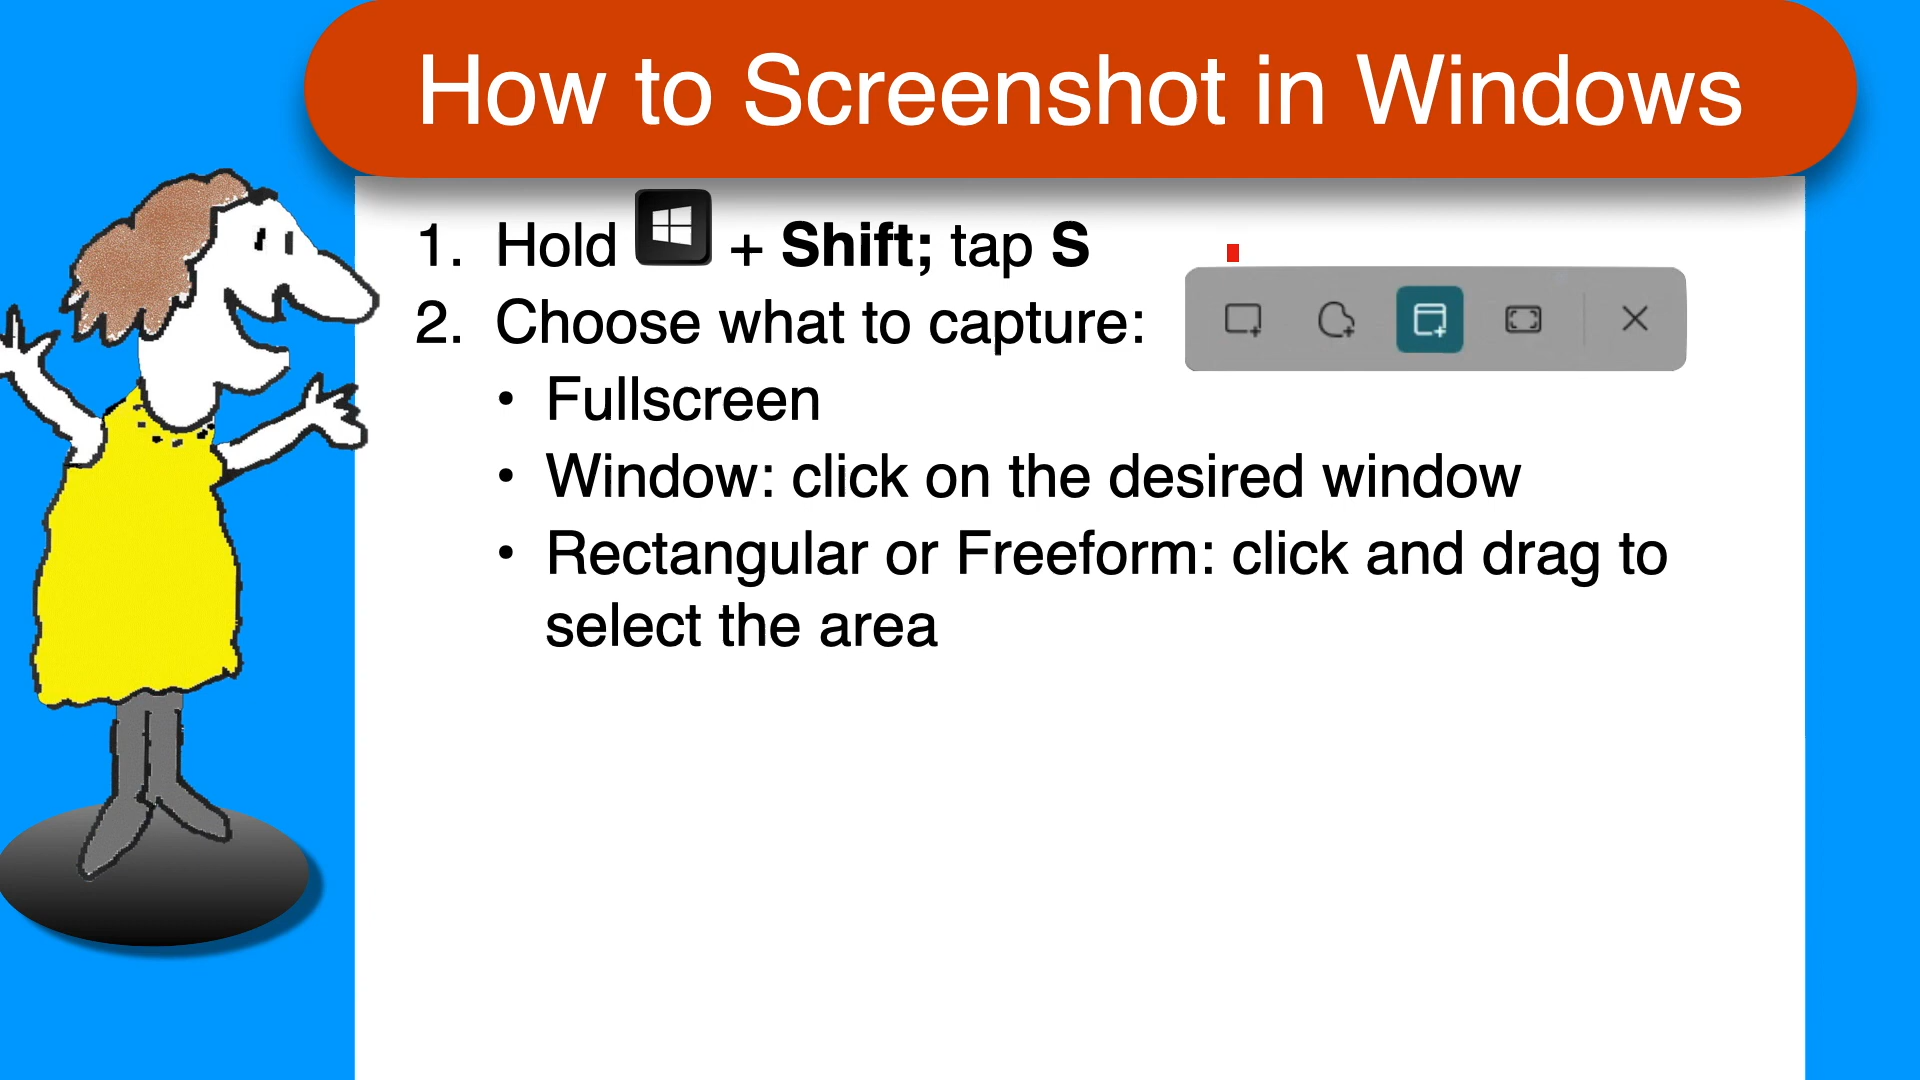 How to Screenshot in Windows
1. Hold + Shift; tap S
2. Choose what to capture:
• Fullscreen
• Window: click on the desired window
• Rectangular or Freeform: click and drag to
select the area